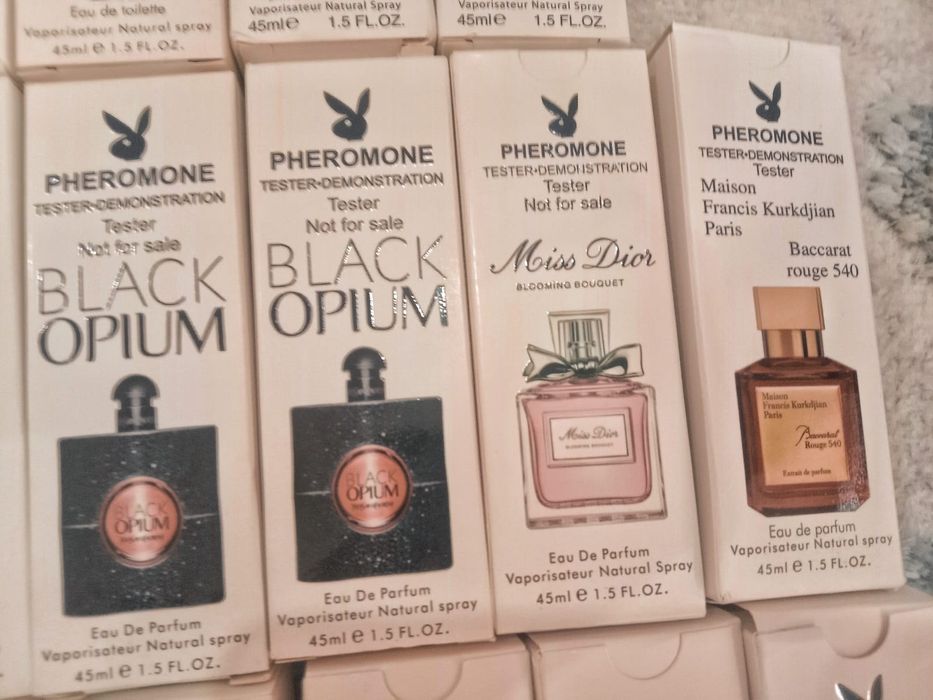 Eau de toilette
Vaporisateur Natural spray
45ml e 1.5 FL.OZ.
Vaporisateur Natural Spray
45ml e 1.5 FL.OZ.
Vaporisateur Natural Spray
45ml e 1.5 FL.OZ.
PHEROMONE
TESTER•DEMONSTRATION
Tester
Not for sale
BLACK
OPIUM
BLACK
OPIUM
Eau De Parfum
Vaporisateur Natural spray
45ml e 1.5 FL.OZ.
PHEROMONE
TESTER•DEMONSTRATION
Tester
Not for sale
BLACK
OPIUM
BLACK
OPIUM
Eau De Parfum
Vaporisateur Natural spray
45ml e 1.5 FL.OZ.
PHEROMONE
TESTER•DEMONSTRATION
Tester
Not for sale
Miss Dior
BLOOMING BOUQUET
Miss Dior
BLOOMING BOUQUET
Eau De Parfum
Vaporisateur Natural Spray
45ml e 1.5 FL.OZ.
PHEROMONE
TESTER•DEMONSTRATION
Tester
Maison
Francis Kurkdjian
Paris
Baccarat
rouge 540
Maison
Francis Kurkdjian
Paris
Baccarat
Rouge 540
Extrait de parfum
Eau de parfum
Vaporisateur Natural spray
45ml e 1.5 FL.OZ.